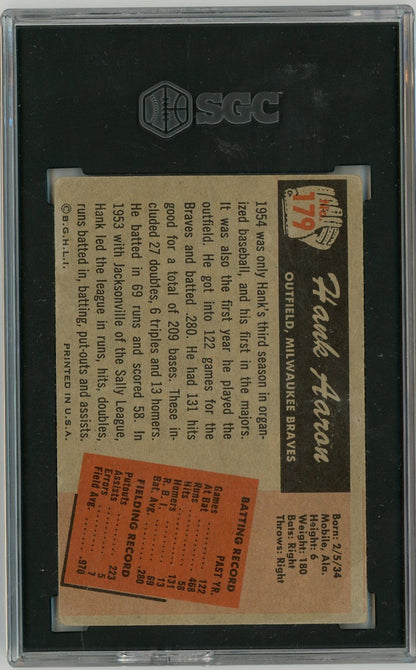 SGC
No.
179
Hank Aaron
OUTFIELD, MILWAUKEE BRAVES
Born: 2/5/34
Mobile, Ala.
Height: 6
Weight: 180
Bats: Right
Throws: Right
1954 was only Hank's third season in organ-
ized baseball, and his first in the majors.
It was also the first year he played the
outfield. He got into 122 games for the
Braves and batted .280. He had 131 hits
good for a total of 209 bases. These in-
cluded 27 doubles, 6 triples and 13 homers.
He batted in 69 runs and scored 58. In
1953 with Jacksonville of the Sally League,
Hank led the league in runs, hits, doubles,
runs batted in, batting, put-outs and assists.
©B.G.H.L.I.
PRINTED IN U.S.A.
BATTING RECORD
PAST YR.
Games 122
At Bat 468
Runs 58
Hits 131
Homers 13
R. B. I. 69
Bat. Avg. .280
FIELDING RECORD
Putouts 223
Assists 5
Errors 7
Field Avg. .970